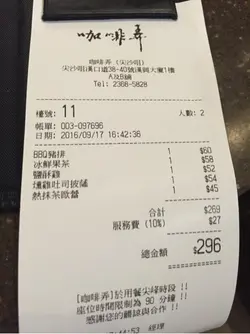 咖啡弄
咖啡弄 (尖沙咀)
尖沙咀漢口道38-40號漢興大廈1樓
A及B舖
Tel: 2368-5828
檯號: 11 人數: 2
帳單: 003-097696
日期: 2016/09/17 16:42:36
BBQ豬排 1 $60
冰鮮果茶 1 $58
鹽酥雞 1 $52
燻雞吐司披薩 1 $54
熱抹茶歐蕾 1 $45
合計 $269
服務費 (10%) $27
總金額 $296
[咖啡弄]於用餐尖峰時段 !!
座位時間限制為 90 分鐘 !!
感謝您的體諒與合作 !!
:44:53 經理